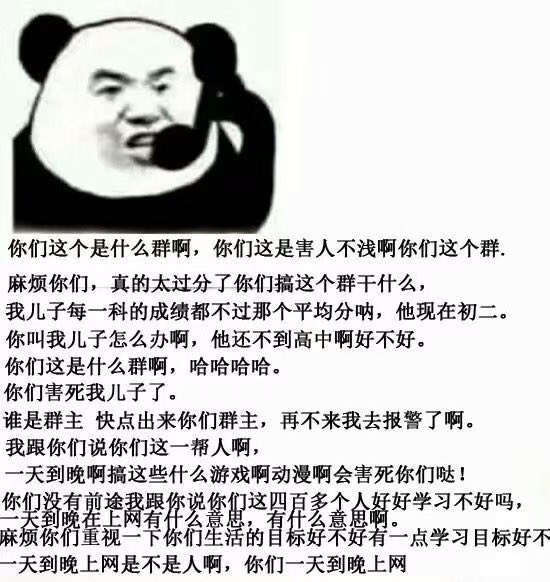 你们这个是什么群啊，你们这是害人不浅啊你们这个群.
麻烦你们，真的太过分了你们搞这个群干什么，
我儿子每一科的成绩都不过那个平均分呐，他现在初二。
你叫我儿子怎么办啊，他还不到高中啊好不好。
你们这是什么群啊，哈哈哈哈。
你们害死我儿子了。
谁是群主 快点出来你们群主，再不来我去报警了啊。
我跟你们说你们这一帮人啊，
一天到晚啊搞这些什么游戏啊动漫啊会害死你们哒！
你们没有前途我跟你说你们这四百多个人好好学习不好吗，
一天到晚在上网有什么意思，有什么意思啊。
麻烦你们重视一下你们生活的目标好不好有一点学习目标好不
一天到晚上网是不是人啊，你们一天到晚上网